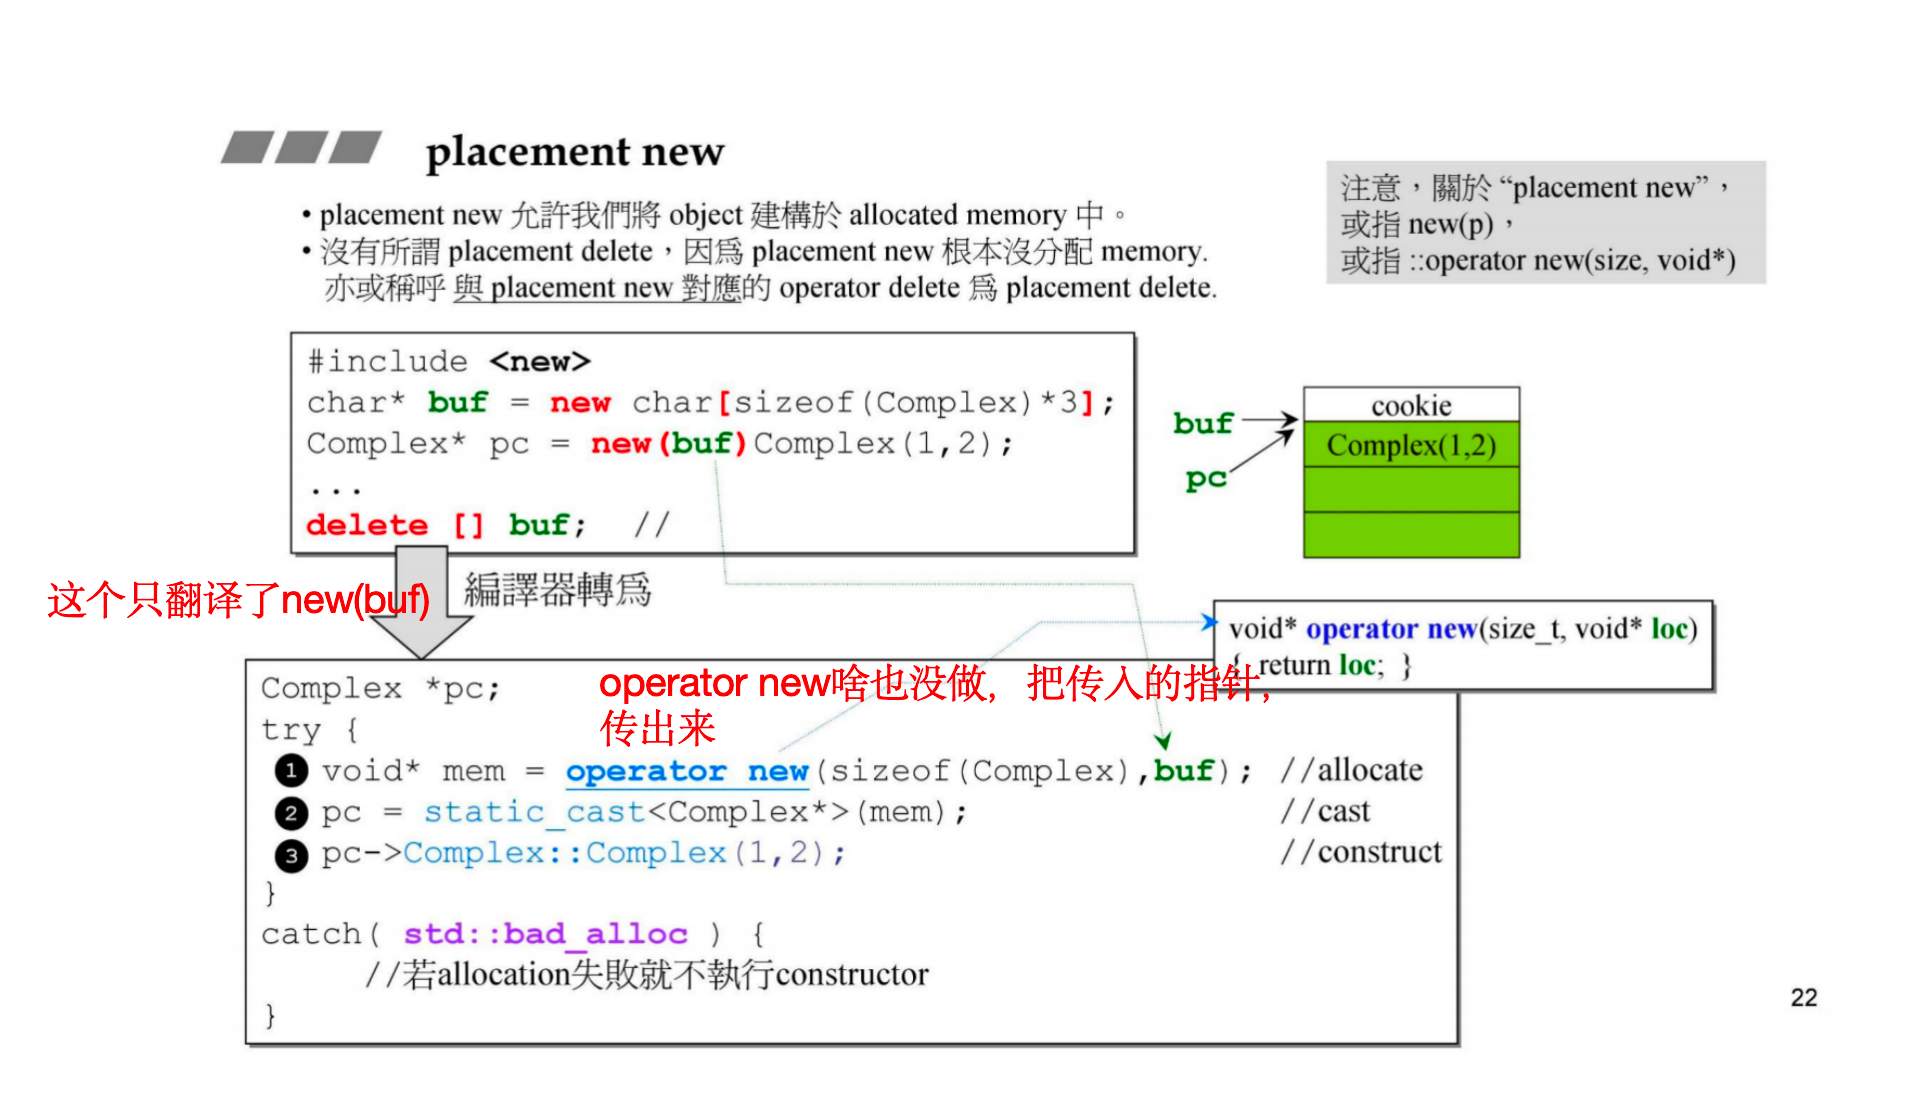 placement new
注意，關於 “placement new”，
或指 new(p)，
或指 ::operator new(size, void*)
• placement new 允許我們將 object 建構於 allocated memory 中。
• 沒有所謂 placement delete，因爲 placement new 根本沒分配 memory.
亦或稱呼 與 placement new 對應的 operator delete 爲 placement delete.
#include <new>
char* buf = new char[sizeof(Complex)*3];
Complex* pc = new(buf)Complex(1,2);
...
delete [] buf; //
buf
pc
cookie
Complex(1,2)
这个只翻译了new(buf)
編譯器轉爲
void* operator new(size_t, void* loc)
{ return loc; }
operator new啥也没做，把传入的指针，
传出来
Complex *pc;
try {
1 void* mem = operator new(sizeof(Complex),buf); //allocate
2 pc = static_cast<Complex*>(mem); //cast
3 pc->Complex::Complex(1,2); //construct
}
catch( std::bad_alloc ) {
//若allocation失敗就不執行constructor
}
22